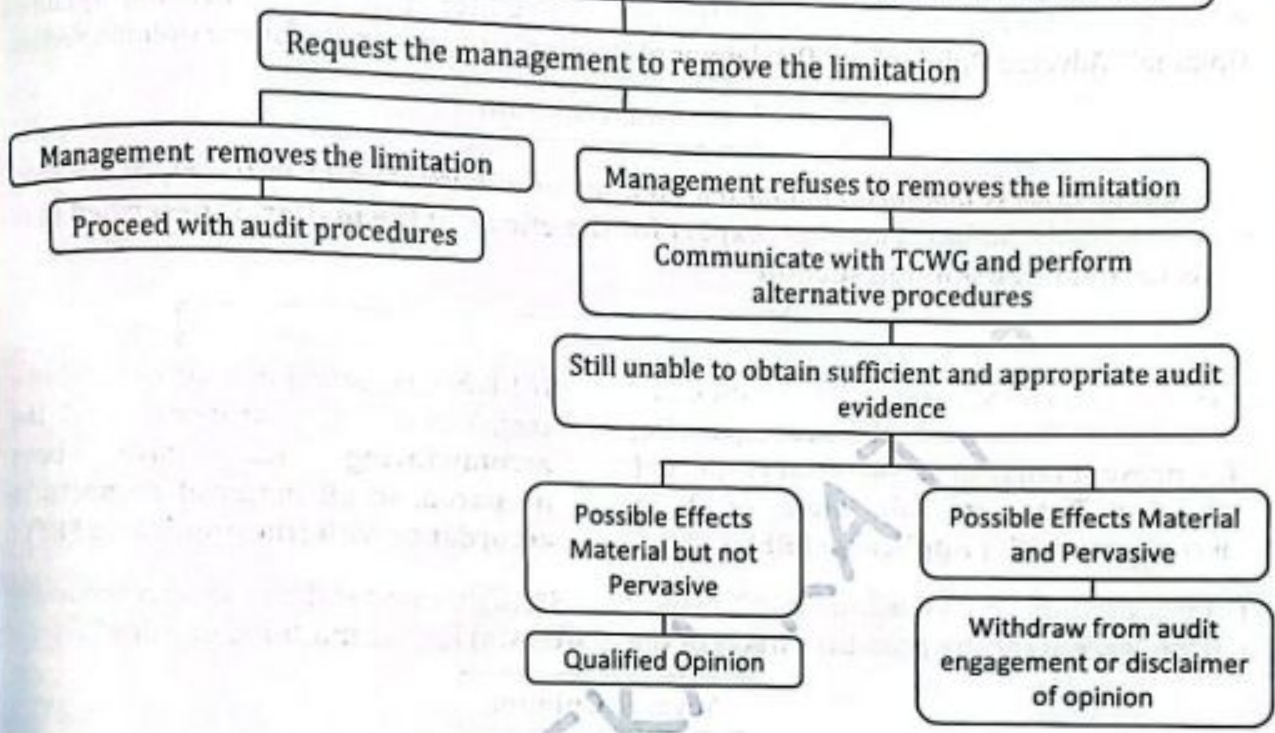 Request the management to remove the limitation
Management removes the limitation
Management refuses to removes the limitation
Proceed with audit procedures
Communicate with TCWG and perform
alternative procedures
Still unable to obtain sufficient and appropriate audit
evidence
Possible Effects
Material but not
Pervasive
Possible Effects Material
and Pervasive
Qualified Opinion
Withdraw from audit
engagement or disclaimer
of opinion